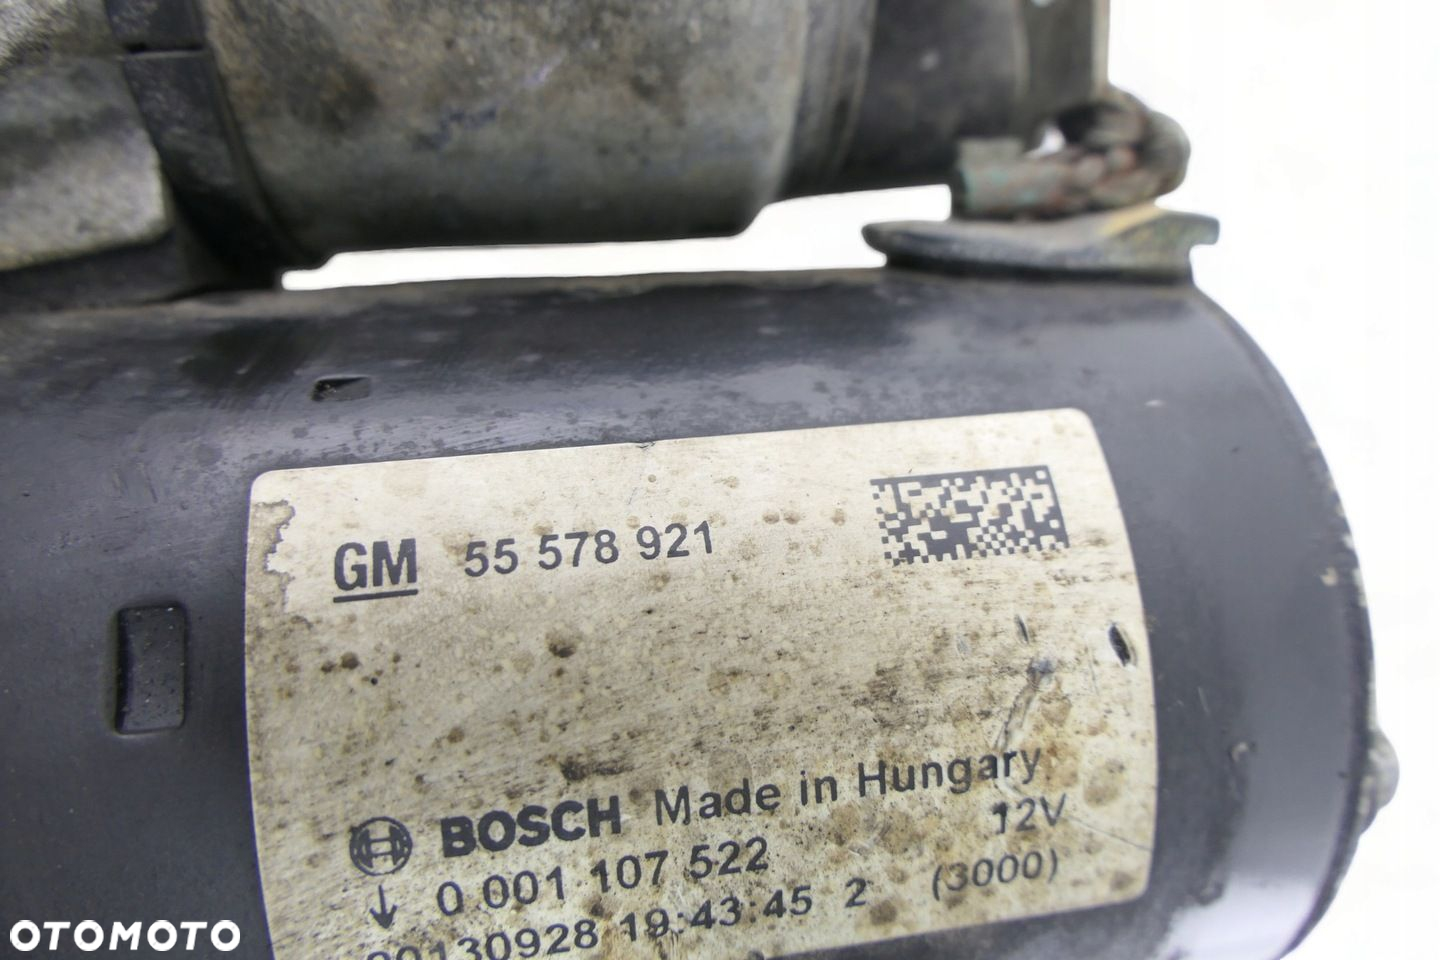 GM 55 578 921
BOSCH Made in Hungary
12V
0 001 107 522
(3000)
20130928 19:43:45 2
OTOMOTO